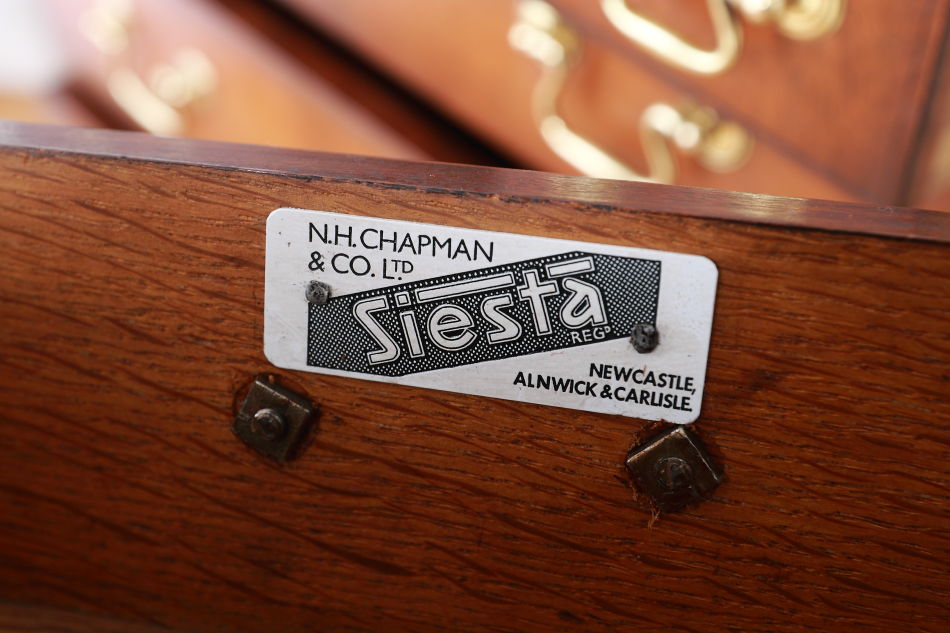 N.H. CHAPMAN
& CO. LTD
Siesta
REGD
NEWCASTLE,
ALNWICK & CARLISLE.